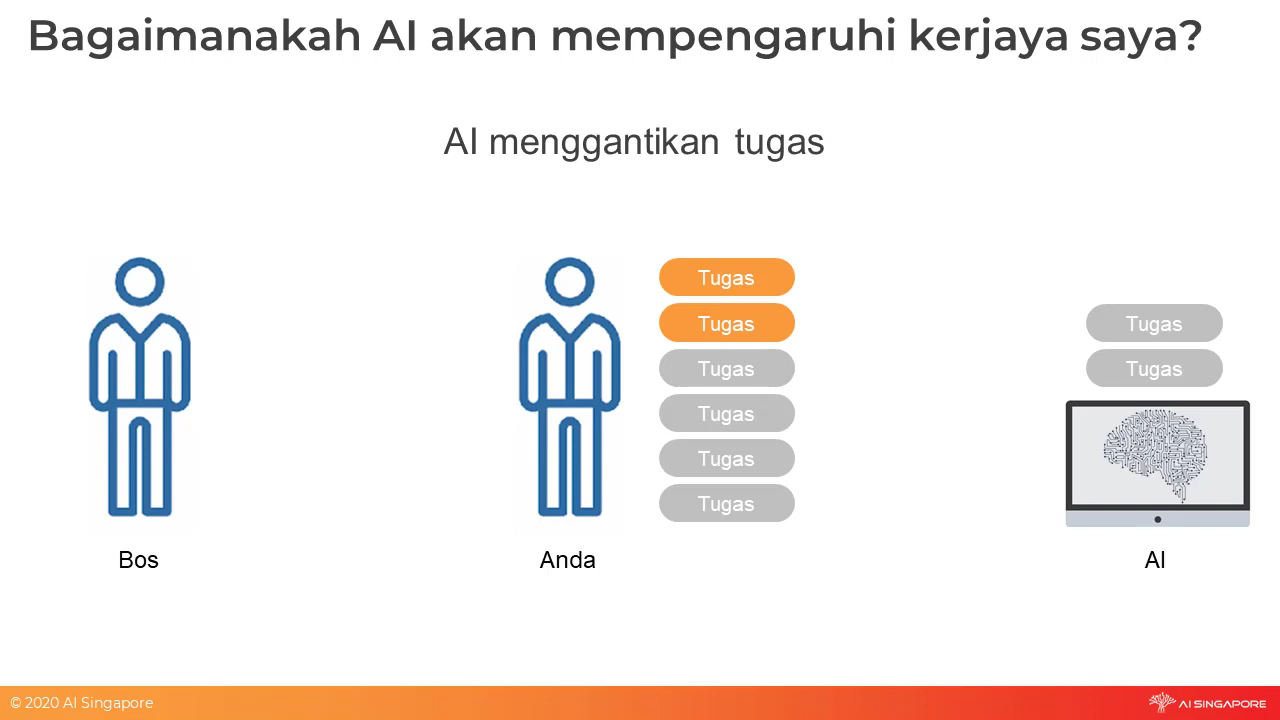 Bagaimanakah AI akan mempengaruhi kerjaya saya?
AI menggantikan tugas
Tugas
Tugas
Tugas
Tugas
Tugas
Tugas
Tugas
Tugas
Bos
Anda
AI
© 2020 AI Singapore
AI SINGAPORE